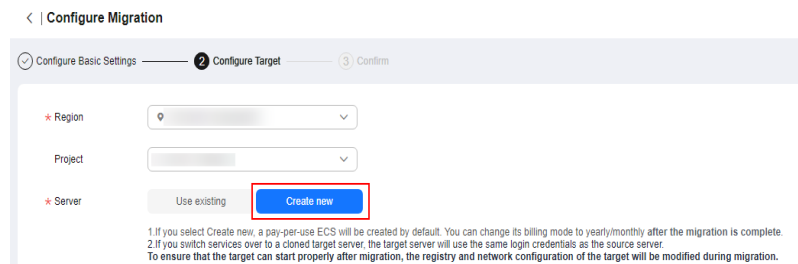 < | Configure Migration
Configure Basic Settings 2 Configure Target 3 Confirm
* Region
Project
* Server Use existing Create new
1.If you select Create new, a pay-per-use ECS will be created by default. You can change its billing mode to yearly/monthly after the migration is complete.
2.If you switch services over to a cloned target server, the target server will use the same login credentials as the source server.
To ensure that the target can start properly after migration, the registry and network configuration of the target will be modified during migration.